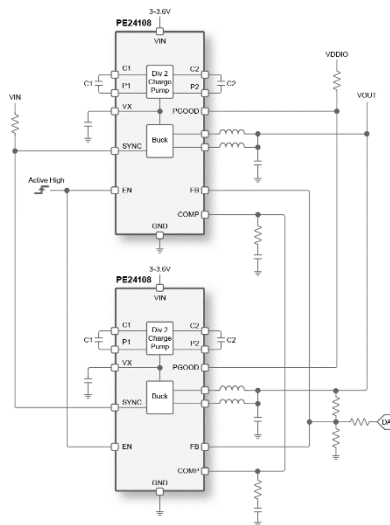 3-3.6V
PE24108
VIN
VDDIO
C1
C2
C1
Div 2
Charge
Pump
C2
P1
P2
VOUT
VIN
VX
PGOOD
SYNC
Buck
Active High
EN
FB
COMP
GND
3-3.6V
PE24108
VIN
C1
C2
C1
Div 2
Charge
Pump
C2
P1
P2
VX
PGOOD
Buck
SYNC
DA
EN
FB
COMP
GND